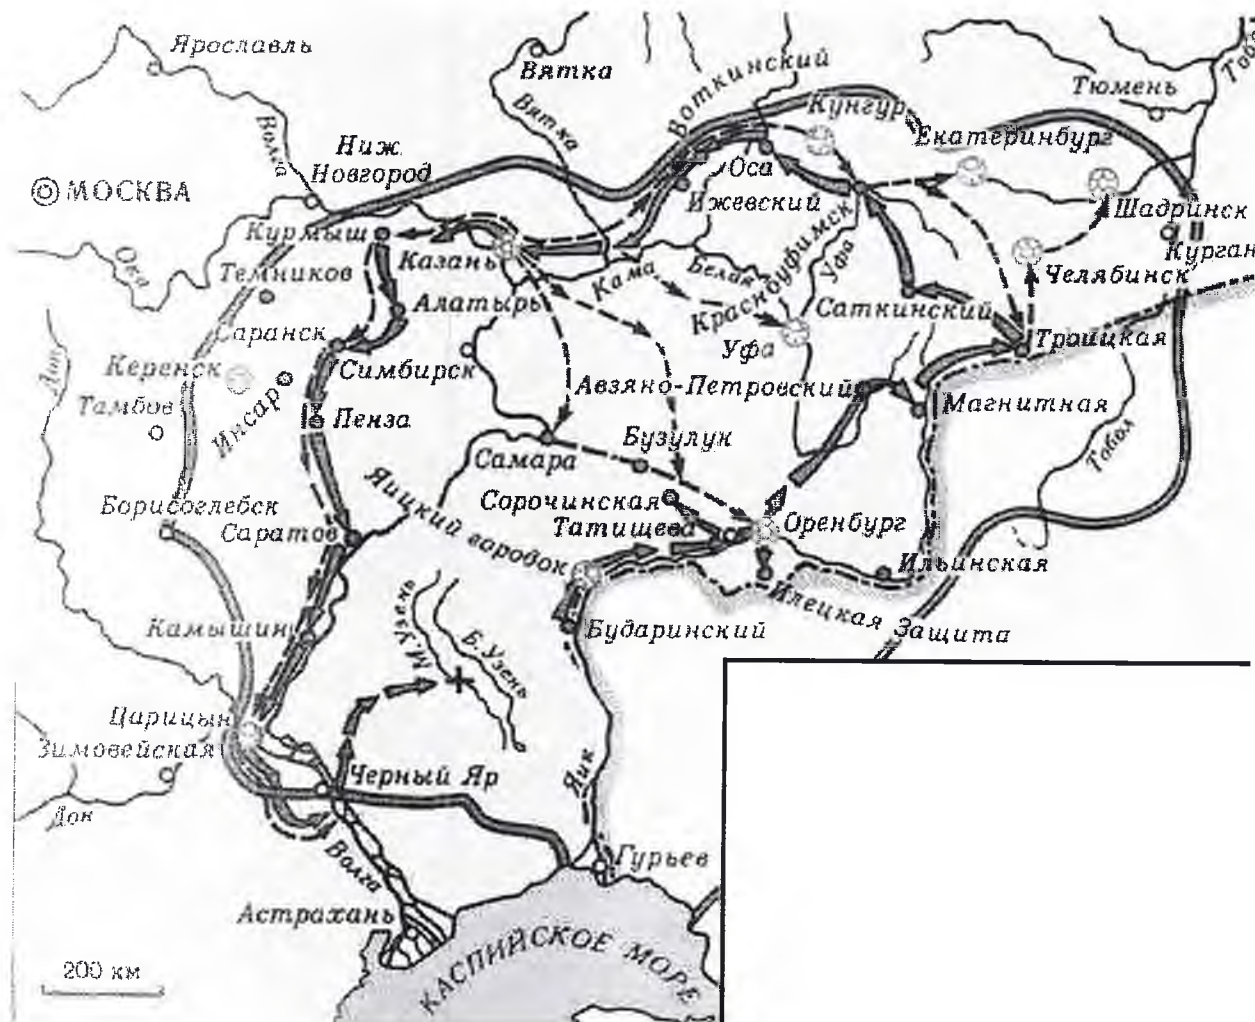 Ярославль
Вятка
Вятка
Воткинский
Кунгур
Тюмень
Екатеринбург
Волга
Ниж
Новгород
МОСКВА
Оса
Ижевский
Шадринск
Курган
Курмыш
Казань
Ока
Темников
Кама
Белая
Красноуфимск
Уфа
Челябинск
Алатырь
Саткинский
Саранск
Уфа
Троицкая
Дон
Симбирск
Керенск
Авзяно-Петровский
Тамбов
Инсар
Пенза
Магнитная
Бузулук
Самара
Тобол
Яицкий городок
Сорочинская
Борисоглебск
Татищева
Оренбург
Саратов
Ильинская
Илецкая Защита
Камышин
М.Узень
Б.Узень
Бударинский
Царицын
Зимовейская
Черный Яр
Яик
Дон
Волга
Гурьев
Астрахань
КАСПИЙСКОЕ МОРЕ
200 км